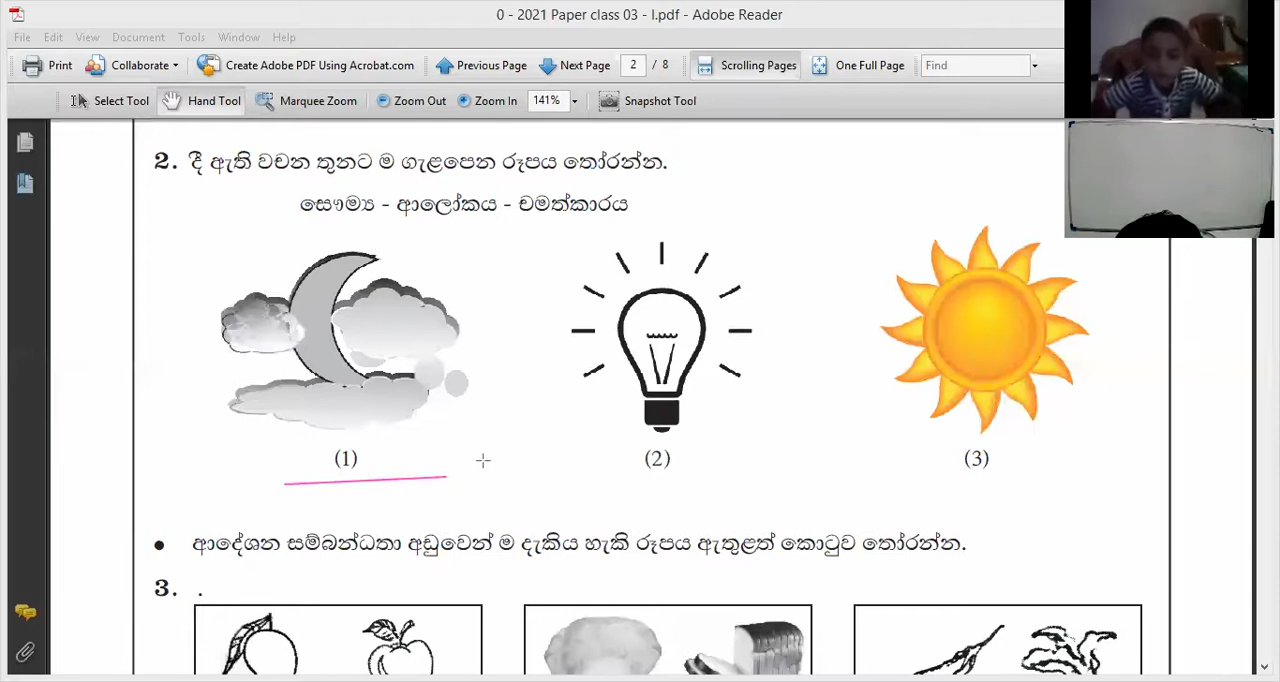 0 - 2021 Paper class 03 - I.pdf - Adobe Reader
File Edit View Document Tools Window Help
Print Collaborate Create Adobe PDF Using Acrobat.com Previous Page Next Page 2 / 8 Scrolling Pages One Full Page Find
Select Tool Hand Tool Marquee Zoom Zoom Out Zoom In 141% Snapshot Tool
2. දී ඇති වචන තුනට ම ගැළපෙන රූපය තෝරන්න.
සෞම්‍ය - ආලෝකය - චමත්කාරය
(1) (2) (3)
• ආදේශන සම්බන්ධතා අඩුවෙන් ම දැකිය හැකි රූපය ඇතුළත් කොටුව තෝරන්න.
3. .